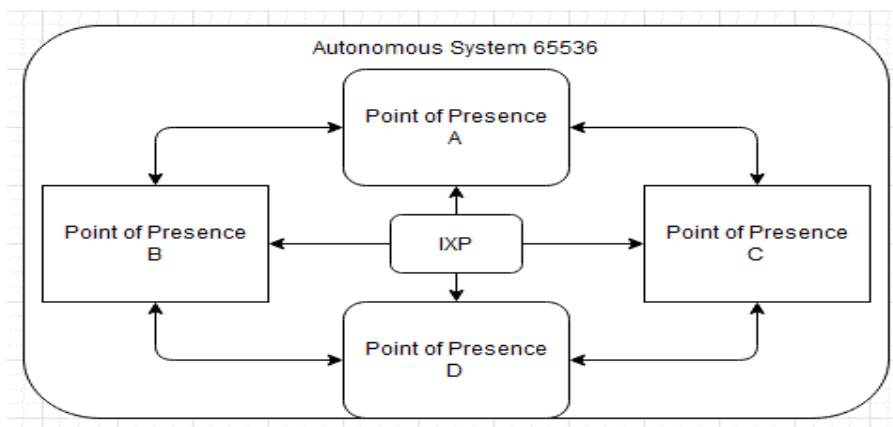 Autonomous System 65536
Point of Presence
A
Point of Presence
B
IXP
Point of Presence
C
Point of Presence
D